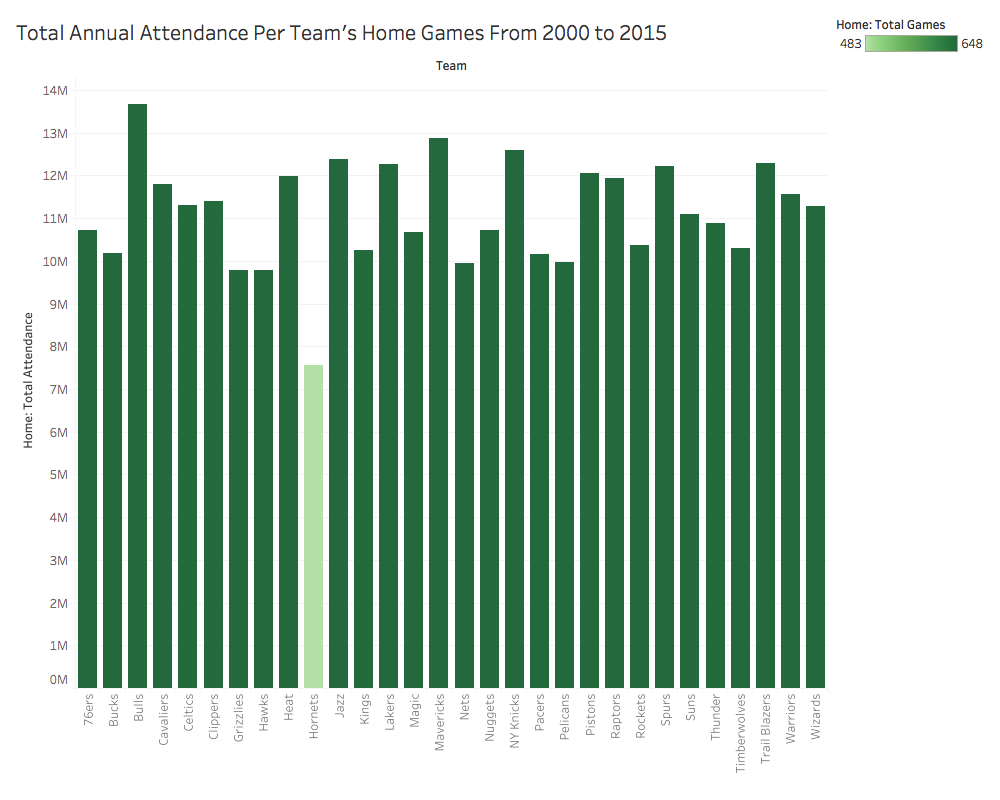 Total Annual Attendance Per Team's Home Games From 2000 to 2015
Home: Total Games
483
648
Team
Home: Total Attendance
14M
13M
12M
11M
10M
9M
8M
7M
6M
5M
4M
3M
2M
1M
0M
76ers
Bucks
Bulls
Cavaliers
Celtics
Clippers
Grizzlies
Hawks
Heat
Hornets
Jazz
Kings
Lakers
Magic
Mavericks
Nets
Nuggets
NY Knicks
Pacers
Pelicans
Pistons
Raptors
Rockets
Spurs
Suns
Thunder
Timberwolves
Trail Blazers
Warriors
Wizards